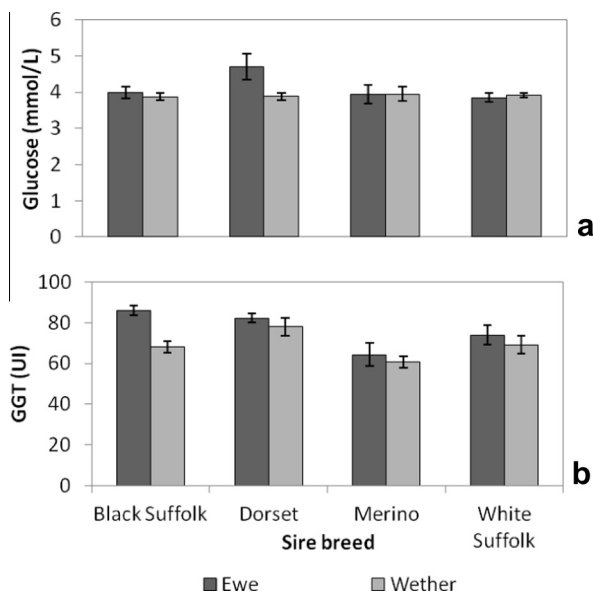 6
5
4
3
2
1
0
Glucose (mmol/L)
a
100
80
60
40
20
0
GGT (UI)
b
Black Suffolk Dorset Merino White
Suffolk
Sire breed
Ewe Wether